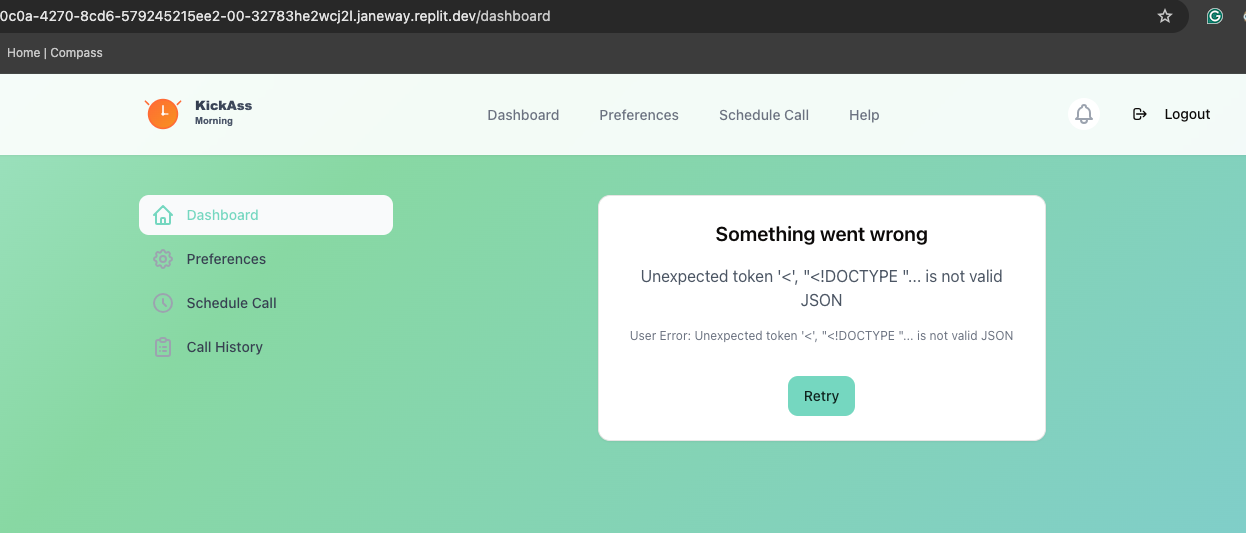 0c0a-4270-8cd6-579245215ee2-00-32783he2wcj2l.janeway.replit.dev/dashboard
Home | Compass
KickAss
Morning
Dashboard
Preferences
Schedule Call
Help
Logout
Dashboard
Preferences
Schedule Call
Call History
Something went wrong
Unexpected token '<', "<!DOCTYPE "... is not valid
JSON
User Error: Unexpected token '<', "<!DOCTYPE "... is not valid JSON
Retry